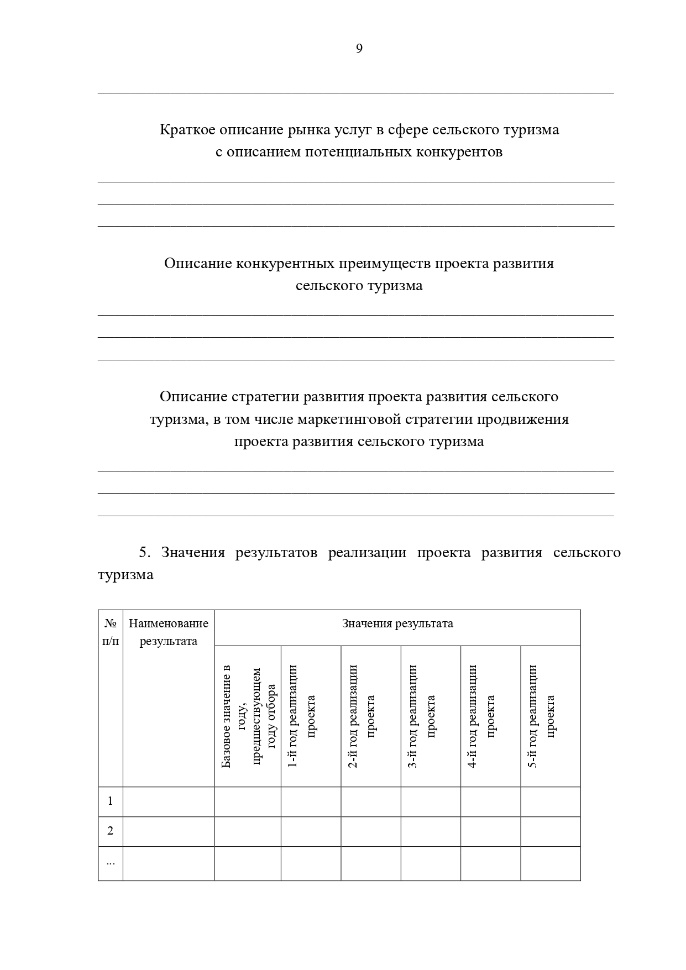 9
Краткое описание рынка услуг в сфере сельского туризма
с описанием потенциальных конкурентов
Описание конкурентных преимуществ проекта развития
сельского туризма
Описание стратегии развития проекта развития сельского
туризма, в том числе маркетинговой стратегии продвижения
проекта развития сельского туризма
5. Значения результатов реализации проекта развития сельского
туризма
№
п/п
Наименование
результата
Значения результата
Базовое значение в
году,
предшествующем
году отбора
1-й год реализации
проекта
2-й год реализации
проекта
3-й год реализации
проекта
4-й год реализации
проекта
5-й год реализации
проекта
1
2
...